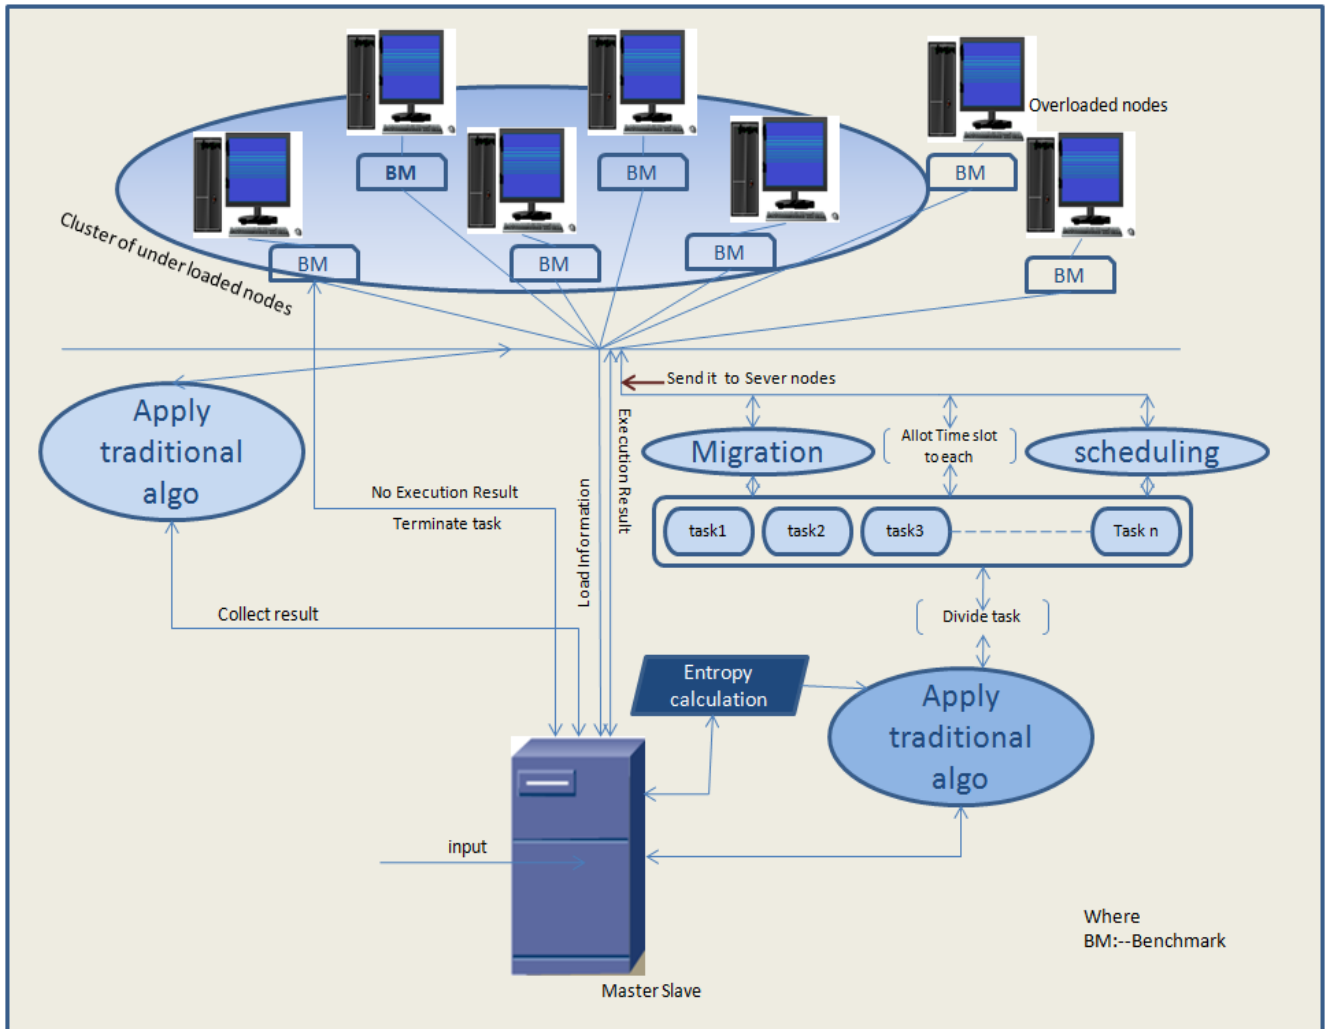 Overloaded nodes
BM
BM
BM
BM
BM
BM
BM
Cluster of under loaded nodes
Send it to Sever nodes
Apply
traditional
algo
Migration
Allot Time slot
to each
scheduling
Execution Result
Load Information
No Execution Result
Terminate task
task1
task2
task3
Task n
Collect result
Divide task
Entropy
calculation
Apply
traditional
algo
input
Where
BM:--Benchmark
Master Slave